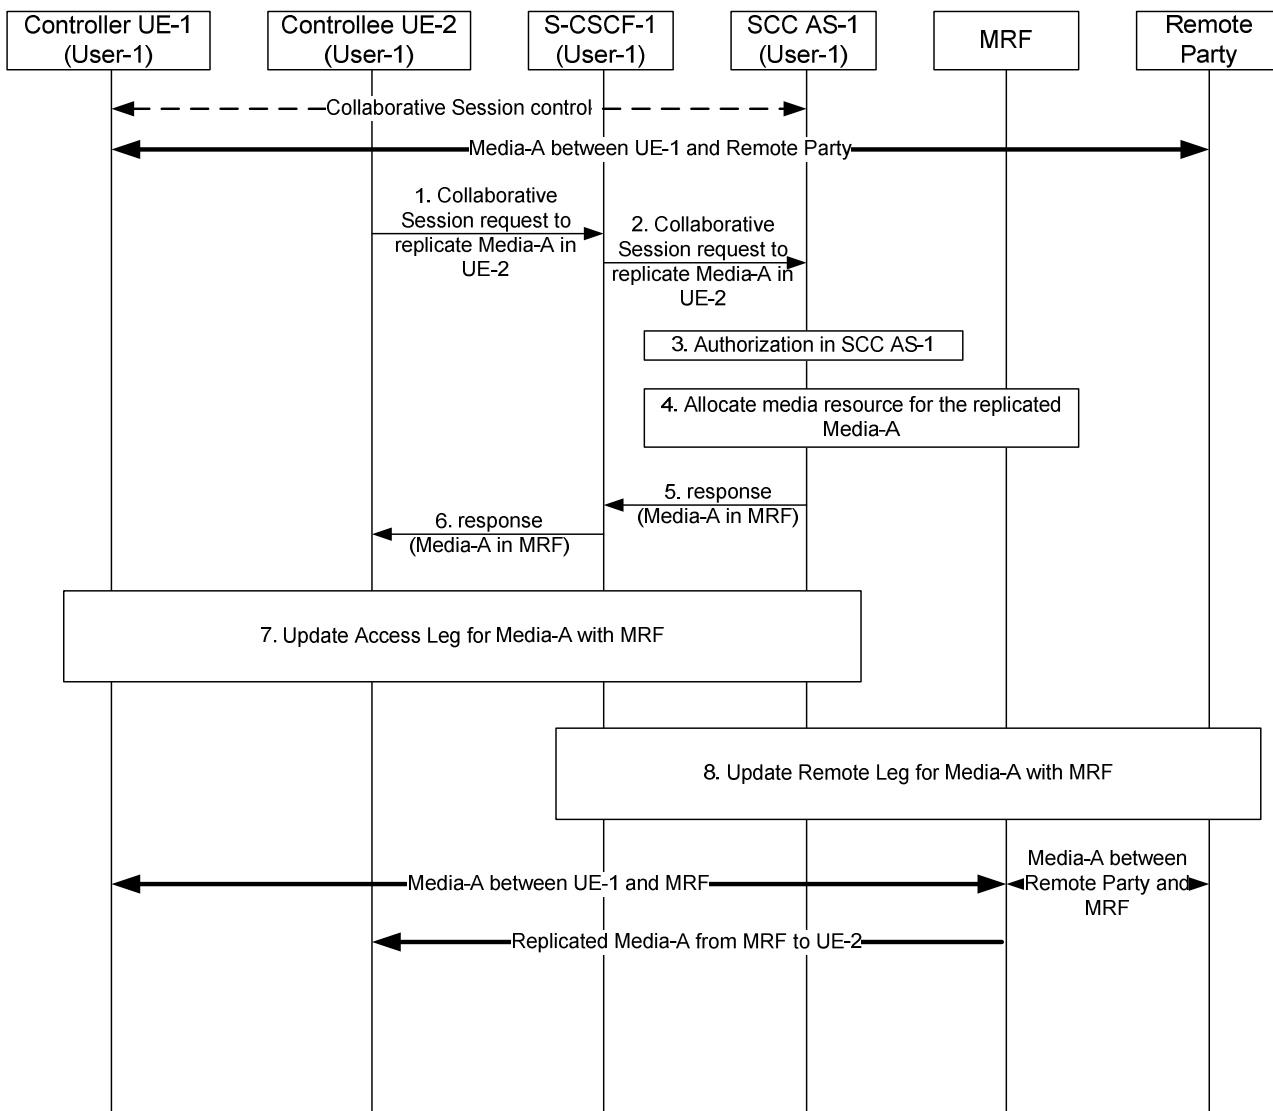 Controller UE-1
(User-1)
Controllee UE-2
(User-1)
S-CSCF-1
(User-1)
SCC AS-1
(User-1)
MRF
Remote
Party
Collaborative Session control
Media-A between UE-1 and Remote Party
1. Collaborative
Session request to
replicate Media-A in
UE-2
2. Collaborative
Session request to
replicate Media-A in
UE-2
3. Authorization in SCC AS-1
4. Allocate media resource for the replicated
Media-A
5. response
(Media-A in MRF)
6. response
(Media-A in MRF)
7. Update Access Leg for Media-A with MRF
8. Update Remote Leg for Media-A with MRF
Media-A between UE-1 and MRF
Media-A between
Remote Party and
MRF
Replicated Media-A from MRF to UE-2